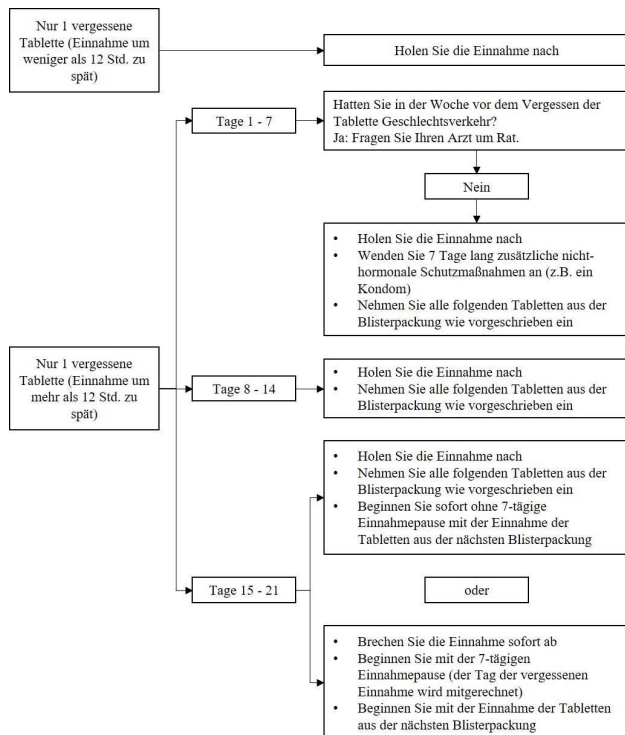 Nur 1 vergessene
Tablette (Einnahme um
weniger als 12 Std. zu
spät)
Holen Sie die Einnahme nach
Tage 1 - 7
Hatten Sie in der Woche vor dem Vergessen der
Tablette Geschlechtsverkehr?
Ja: Fragen Sie Ihren Arzt um Rat.
Nein
• Holen Sie die Einnahme nach
• Wenden Sie 7 Tage lang zusätzliche nicht-
hormonale Schutzmaßnahmen an (z.B. ein
Kondom)
• Nehmen Sie alle folgenden Tabletten aus der
Blisterpackung wie vorgeschrieben ein
Nur 1 vergessene
Tablette (Einnahme um
mehr als 12 Std. zu
spät)
Tage 8 - 14
• Holen Sie die Einnahme nach
• Nehmen Sie alle folgenden Tabletten aus der
Blisterpackung wie vorgeschrieben ein
• Holen Sie die Einnahme nach
• Nehmen Sie alle folgenden Tabletten aus der
Blisterpackung wie vorgeschrieben ein
• Beginnen Sie sofort ohne 7-tägige
Einnahmepause mit der Einnahme der
Tabletten aus der nächsten Blisterpackung
Tage 15 - 21
oder
• Brechen Sie die Einnahme sofort ab
• Beginnen Sie mit der 7-tägigen
Einnahmepause (der Tag der vergessenen
Einnahme wird mitgerechnet)
• Beginnen Sie mit der Einnahme der Tabletten
aus der nächsten Blisterpackung